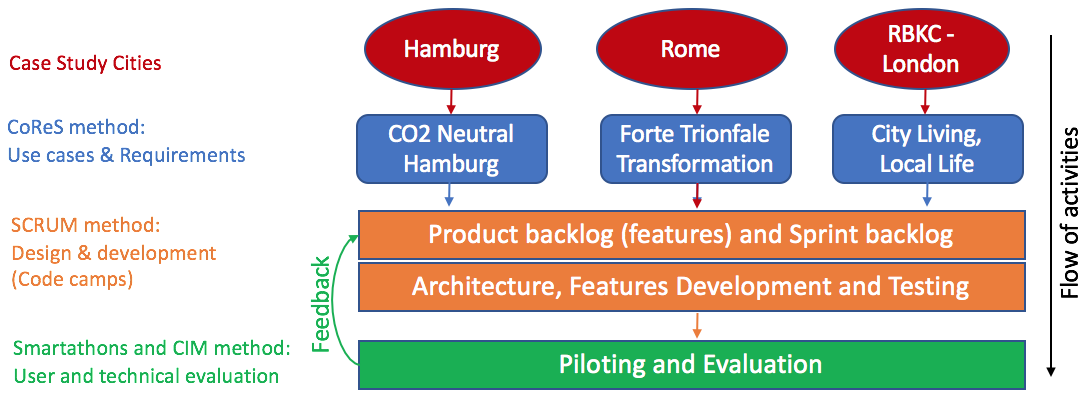 Case Study Cities
Hamburg
Rome
RBKC -
London
CoReS method:
Use cases & Requirements
CO2 Neutral
Hamburg
Forte Trionfale
Transformation
City Living,
Local Life
SCRUM method:
Design & development
(Code camps)
Product backlog (features) and Sprint backlog
Architecture, Features Development and Testing
Feedback
Smartathons and CIM method:
User and technical evaluation
Piloting and Evaluation
Flow of activities